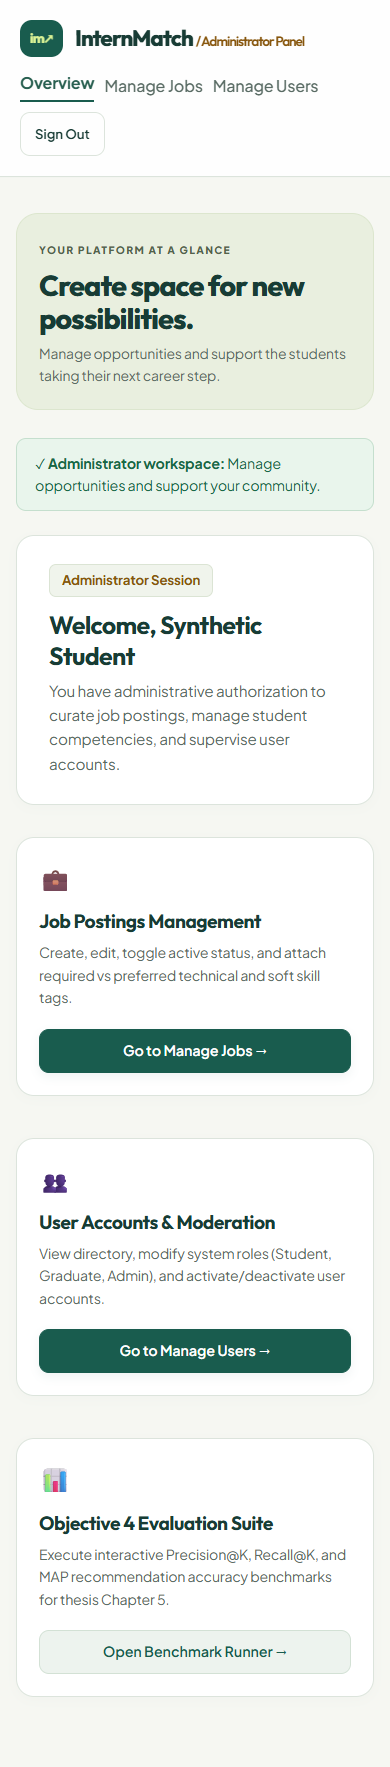 im↗ InternMatch / Administrator Panel
Overview Manage Jobs Manage Users
Sign Out
YOUR PLATFORM AT A GLANCE
Create space for new
possibilities.
Manage opportunities and support the students
taking their next career step.
✓ Administrator workspace: Manage
opportunities and support your community.
Administrator Session
Welcome, Synthetic
Student
You have administrative authorization to
curate job postings, manage student
competencies, and supervise user
accounts.
Job Postings Management
Create, edit, toggle active status, and attach
required vs preferred technical and soft skill
tags.
Go to Manage Jobs →
User Accounts & Moderation
View directory, modify system roles (Student,
Graduate, Admin), and activate/deactivate user
accounts.
Go to Manage Users →
Objective 4 Evaluation Suite
Execute interactive Precision@K, Recall@K, and
MAP recommendation accuracy benchmarks
for thesis Chapter 5.
Open Benchmark Runner →